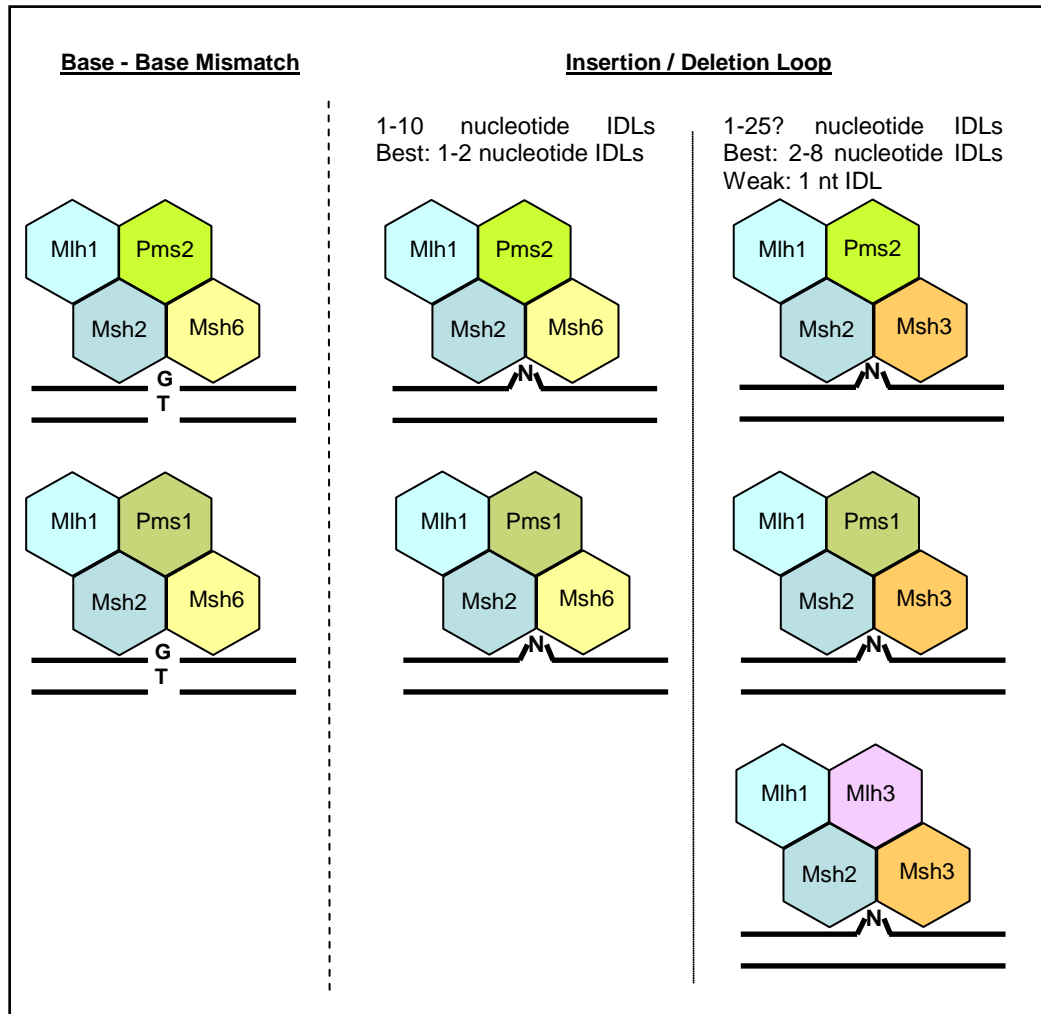 Base - Base Mismatch
Insertion / Deletion Loop
1-10 nucleotide IDLs
Best: 1-2 nucleotide IDLs
1-25? nucleotide IDLs
Best: 2-8 nucleotide IDLs
Weak: 1 nt IDL
Mlh1 Pms2
Msh2 Msh6
G
T
Mlh1 Pms2
Msh2 Msh6
N
Mlh1 Pms2
Msh2 Msh3
N
Mlh1 Pms1
Msh2 Msh6
G
T
Mlh1 Pms1
Msh2 Msh6
N
Mlh1 Pms1
Msh2 Msh3
N
Mlh1 Mlh3
Msh2 Msh3
N